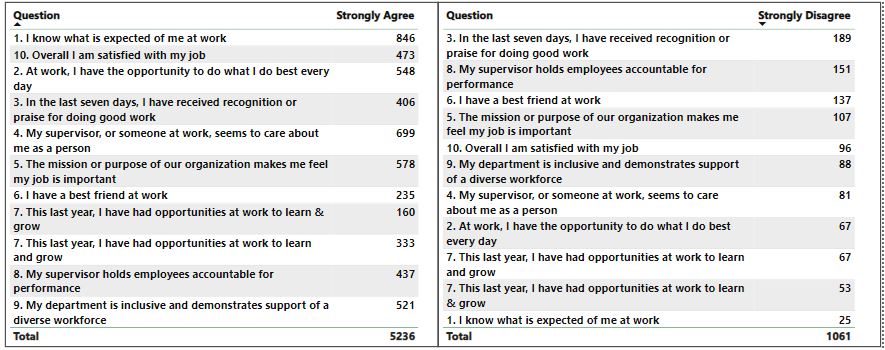 Question Strongly Agree
1. I know what is expected of me at work 846
10. Overall I am satisfied with my job 473
2. At work, I have the opportunity to do what I do best every
day 548
3. In the last seven days, I have received recognition or
praise for doing good work 406
4. My supervisor, or someone at work, seems to care about
me as a person 699
5. The mission or purpose of our organization makes me feel
my job is important 578
6. I have a best friend at work 235
7. This last year, I have had opportunities at work to learn &
grow 160
7. This last year, I have had opportunities at work to learn
and grow 333
8. My supervisor holds employees accountable for
performance 437
9. My department is inclusive and demonstrates support of a
diverse workforce 521
Total 5236
Question Strongly Disagree
3. In the last seven days, I have received recognition or
praise for doing good work 189
8. My supervisor holds employees accountable for
performance 151
6. I have a best friend at work 137
5. The mission or purpose of our organization makes me
feel my job is important 107
10. Overall I am satisfied with my job 96
9. My department is inclusive and demonstrates support
of a diverse workforce 88
4. My supervisor, or someone at work, seems to care
about me as a person 81
2. At work, I have the opportunity to do what I do best
every day 67
7. This last year, I have had opportunities at work to learn
and grow 67
7. This last year, I have had opportunities at work to learn
& grow 53
1. I know what is expected of me at work 25
Total 1061